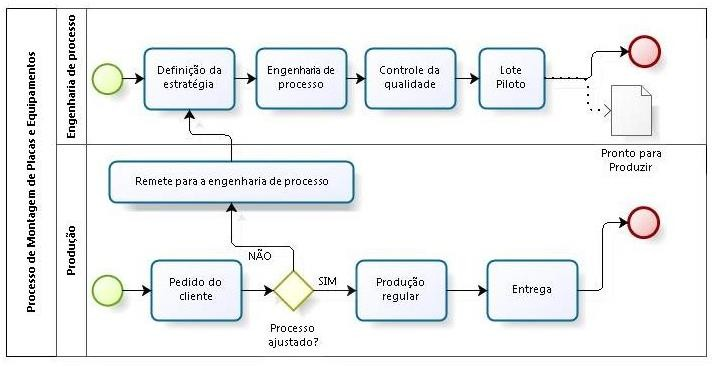 Processo de Montagem de Placas e Equipamentos
Engenharia de processo
Definição da
estratégia
Engenharia de
processo
Controle da
qualidade
Lote
Piloto
Pronto para
Produzir
Produção
Remete para a engenharia de processo
NÃO
Pedido do
cliente
Processo
ajustado?
SIM
Produção
regular
Entrega